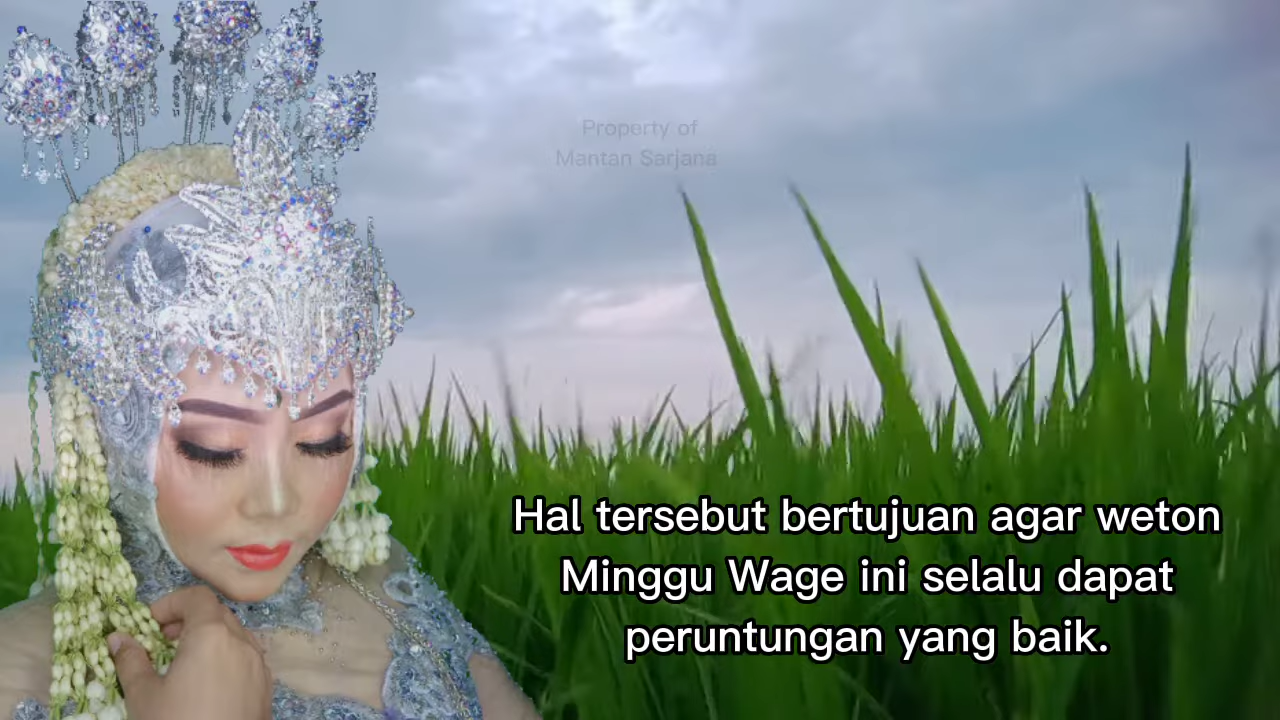 Property of
Mantan Sarjana
Hal tersebut bertujuan agar weton
Minggu Wage ini selalu dapat
peruntungan yang baik.